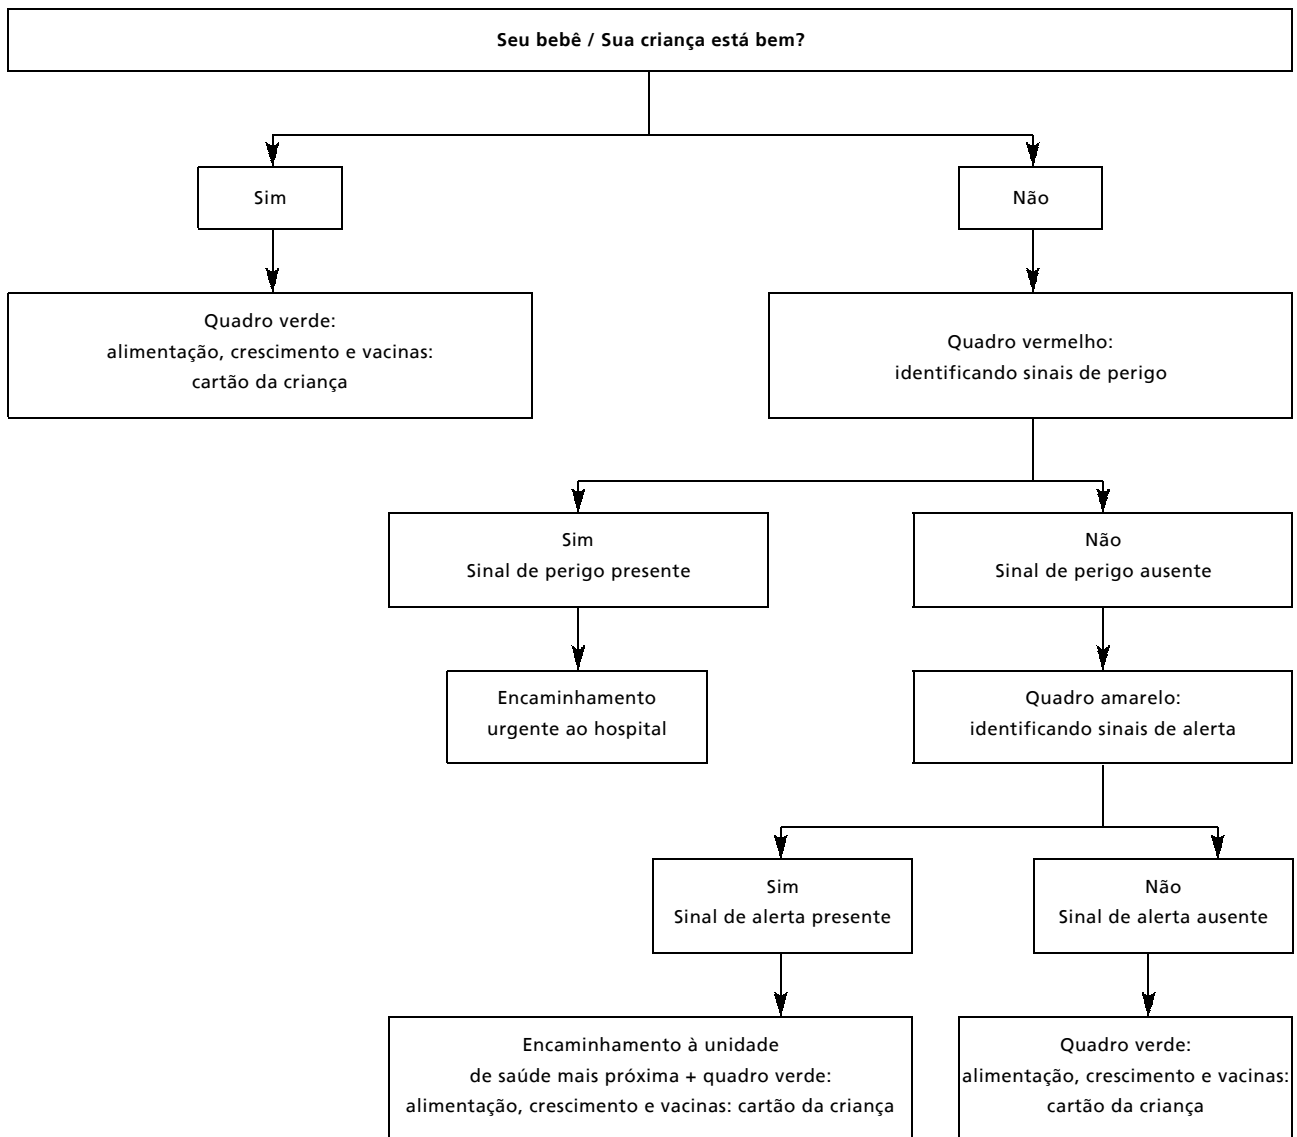 Seu bebê / Sua criança está bem?
Sim
Não
Quadro verde:
alimentação, crescimento e vacinas:
cartão da criança
Quadro vermelho:
identificando sinais de perigo
Sim
Sinal de perigo presente
Não
Sinal de perigo ausente
Encaminhamento
urgente ao hospital
Quadro amarelo:
identificando sinais de alerta
Sim
Sinal de alerta presente
Não
Sinal de alerta ausente
Encaminhamento à unidade
de saúde mais próxima + quadro verde:
alimentação, crescimento e vacinas: cartão da criança
Quadro verde:
alimentação, crescimento e vacinas:
cartão da criança